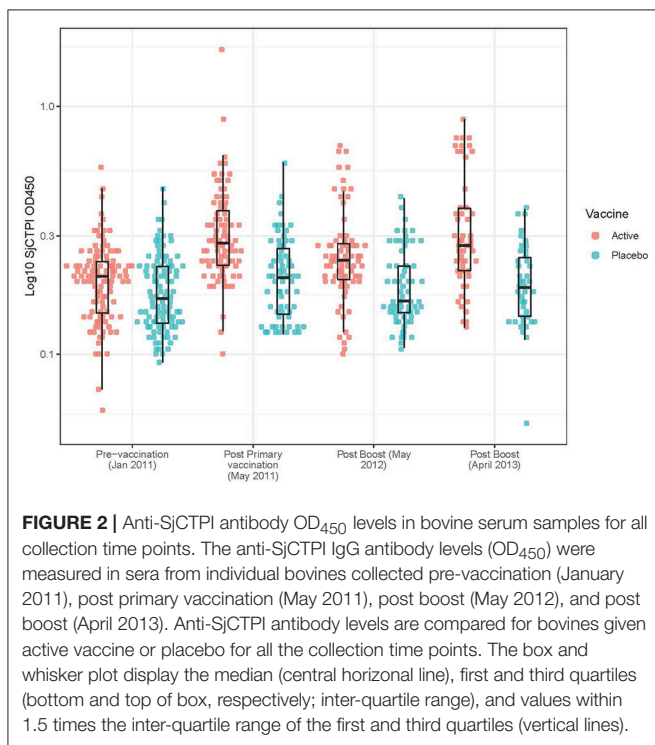 1.0
0.3
0.1
Log10 SjCTPI OD450
Pre-vaccination
(Jan 2011)
Post Primary
vaccination
(May 2011)
Post Boost (May
2012)
Post Boost
(April 2013)
Vaccine
Active
Placebo
FIGURE 2 | Anti-SjCTPI antibody OD450 levels in bovine serum samples for all
collection time points. The anti-SjCTPI IgG antibody levels (OD450) were
measured in sera from individual bovines collected pre-vaccination (January
2011), post primary vaccination (May 2011), post boost (May 2012), and post
boost (April 2013). Anti-SjCTPI antibody levels are compared for bovines given
active vaccine or placebo for all the collection time points. The box and
whisker plot display the median (central horizonal line), first and third quartiles
(bottom and top of box, respectively; inter-quartile range), and values within
1.5 times the inter-quartile range of the first and third quartiles (vertical lines).